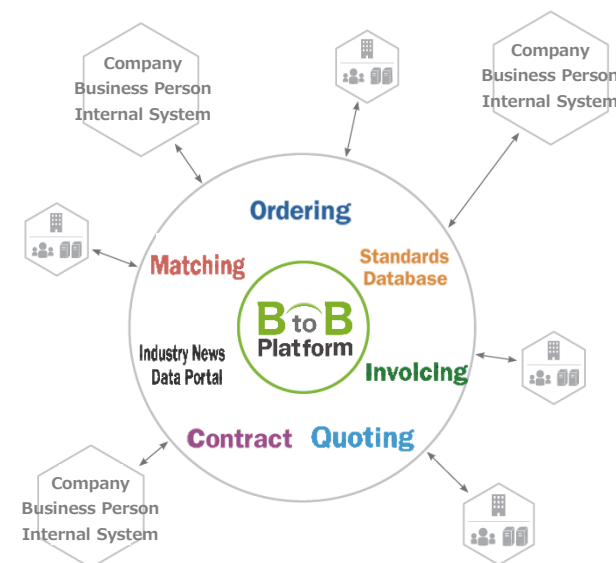 Company
Business Person
Internal System
Company
Business Person
Internal System
Ordering
Standards
Database
Matching
B to B
Platform
Industry News
Data Portal
Invoicing
Contract
Quoting
Company
Business Person
Internal System